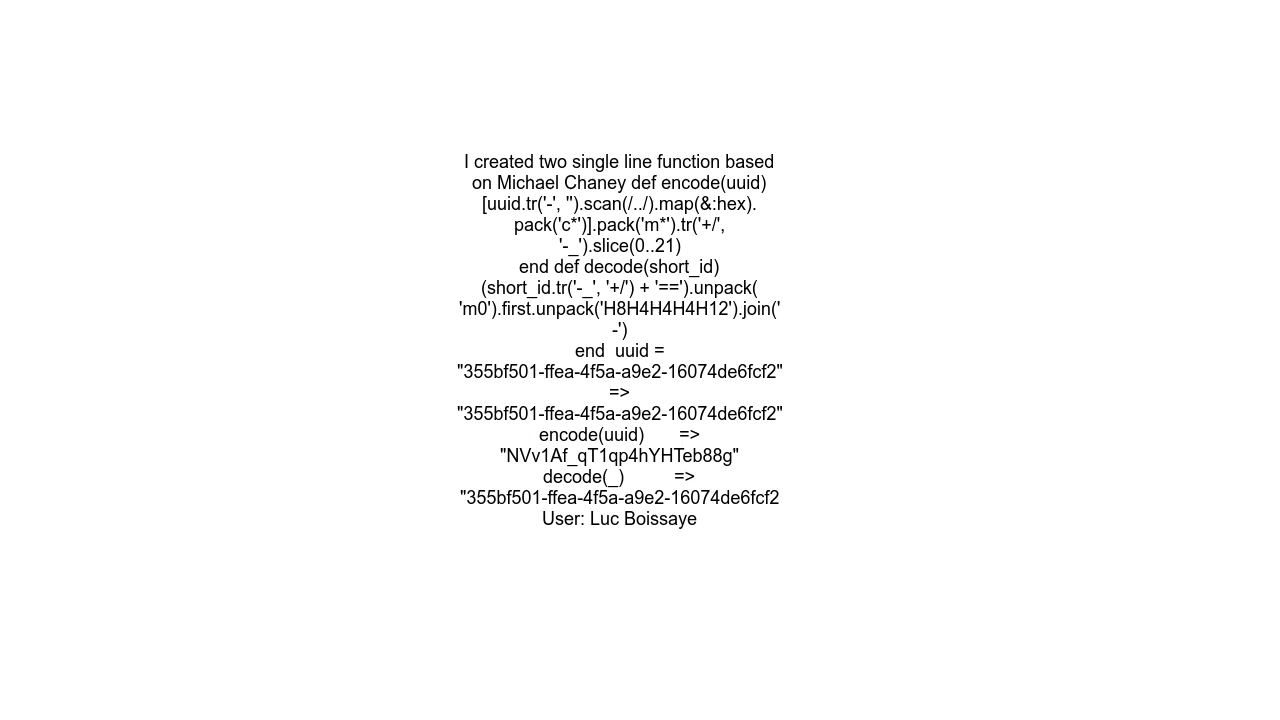 I created two single line function based
on Michael Chaney def encode(uuid)
[uuid.tr('-', '').scan(/../).map(&:hex).
pack('c*')].pack('m*').tr('+/',
'-_').slice(0..21)
end def decode(short_id)
(short_id.tr('-_', '+/') + '==').unpack(
'm0').first.unpack('H8H4H4H4H12').join('
-')
end  uuid =
"355bf501-ffea-4f5a-a9e2-16074de6fcf2"
=>
"355bf501-ffea-4f5a-a9e2-16074de6fcf2"
encode(uuid)       =>
"NVv1Af_qT1qp4hYHTeb88g"
decode(_)          =>
"355bf501-ffea-4f5a-a9e2-16074de6fcf2
User: Luc Boissaye